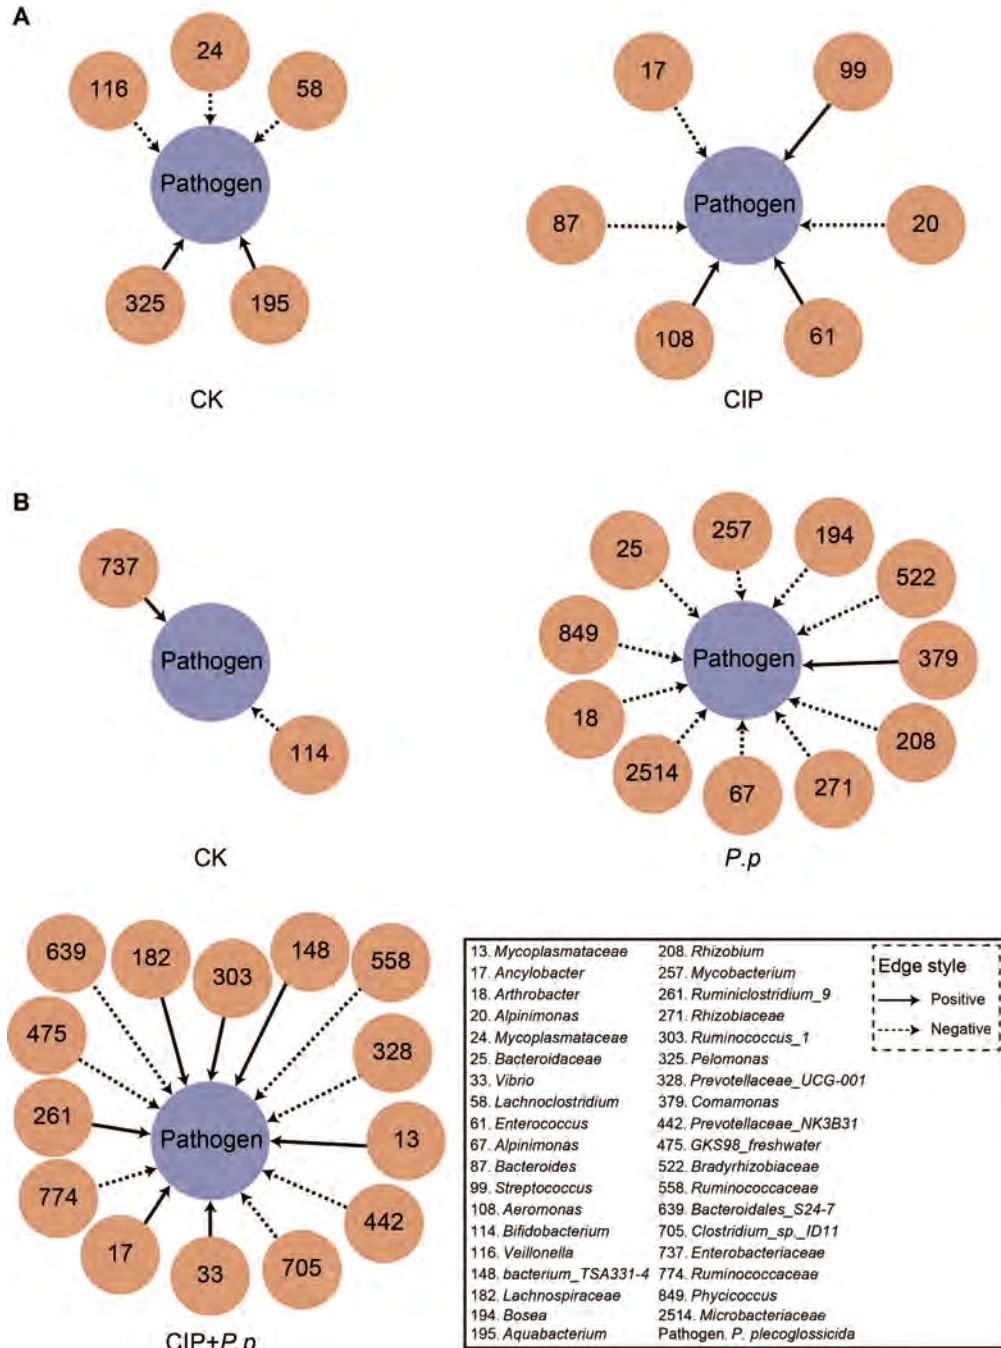 A
24
116
58
Pathogen
325
195
CK
17
99
Pathogen
87
20
108
61
CIP
B
737
Pathogen
114
CK
257
194
25
522
849
Pathogen
379
18
208
2514
67
271
P.p
639
182
303
148
558
475
328
261
Pathogen
13
774
442
17
33
705
CIP+P.p
13. Mycoplasmataceae
17. Ancylobacter
18. Arthrobacter
20. Alpinimonas
24. Mycoplasmataceae
25. Bacteroidaceae
33. Vibrio
58. Lachnoclostridium
61. Enterococcus
67. Alpinimonas
87. Bacteroides
99. Streptococcus
108. Aeromonas
114. Bifidobacterium
116. Veillonella
148. bacterium_TSA331-4
182. Lachnospiraceae
194. Bosea
195. Aquabacterium
208. Rhizobium
257. Mycobacterium
261. Ruminiclostridium_9
271. Rhizobiaceae
303. Ruminococcus_1
325. Pelomonas
328. Prevotellaceae_UCG-001
379. Comamonas
442. Prevotellaceae_NK3B31
475. GKS98_freshwater
522. Bradyrhizobiaceae
558. Ruminococcaceae
639. Bacteroidales_S24-7
705. Clostridium_sp._ID11
737. Enterobacteriaceae
774. Ruminococcaceae
849. Phycicoccus
2514. Microbacteriaceae
Pathogen. P. plecoglossicida
Edge style
Positive
Negative